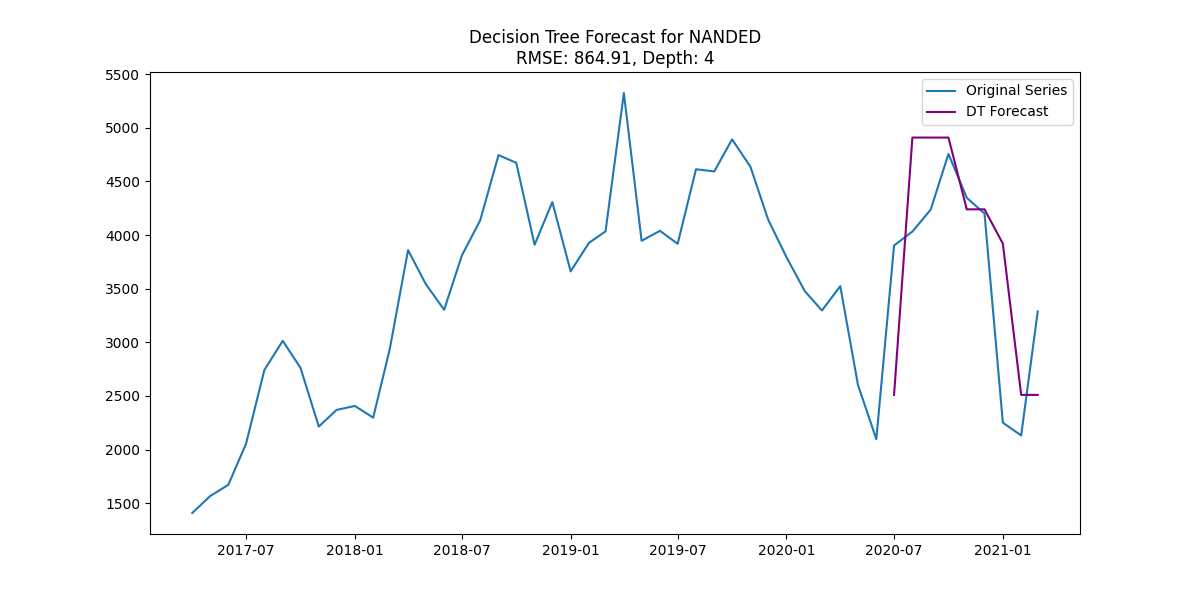 Decision Tree Forecast for NANDED
RMSE: 864.91, Depth: 4
Original Series
DT Forecast
5500
5000
4500
4000
3500
3000
2500
2000
1500
2017-07 2018-01 2018-07 2019-01 2019-07 2020-01 2020-07 2021-01